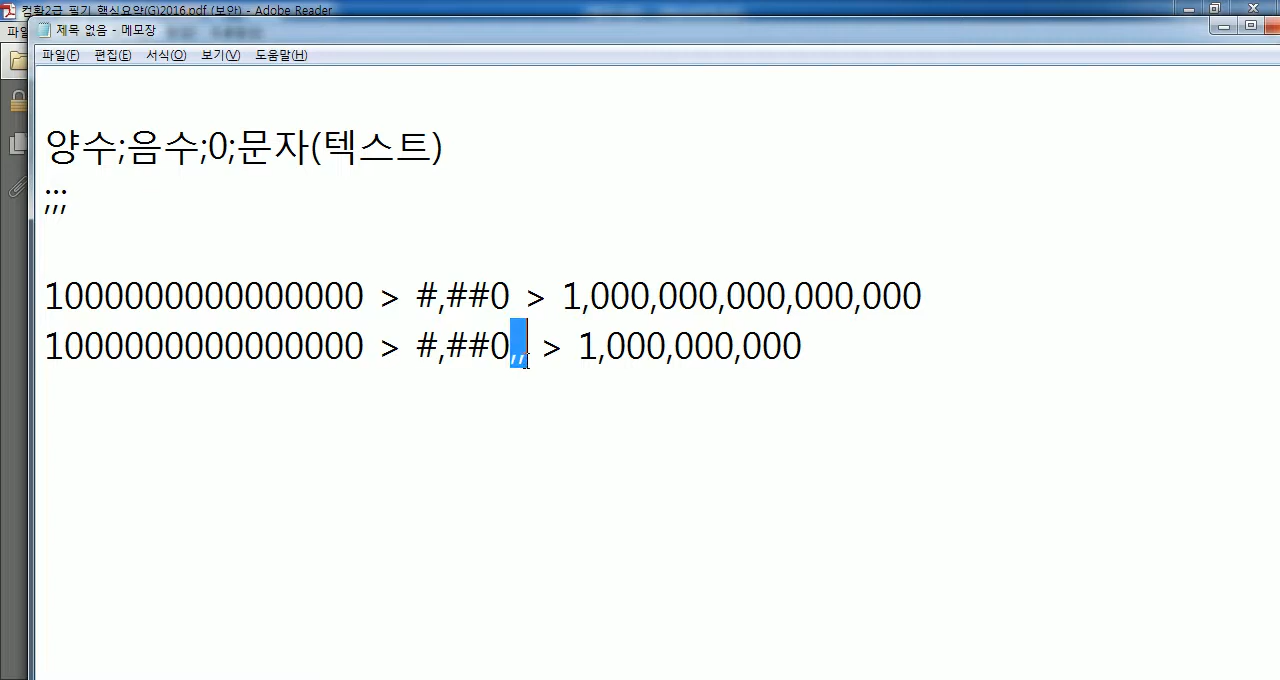 컴활2급 필기 핵심요약(G)2016.pdf (보안) - Adobe Reader
파일
제목 없음 - 메모장
파일(F) 편집(E) 서식(O) 보기(V) 도움말(H)
양수;음수;0;문자(텍스트)
;;;
1000000000000000 > #,##0 > 1,000,000,000,000,000
1000000000000000 > #,##0,, > 1,000,000,000